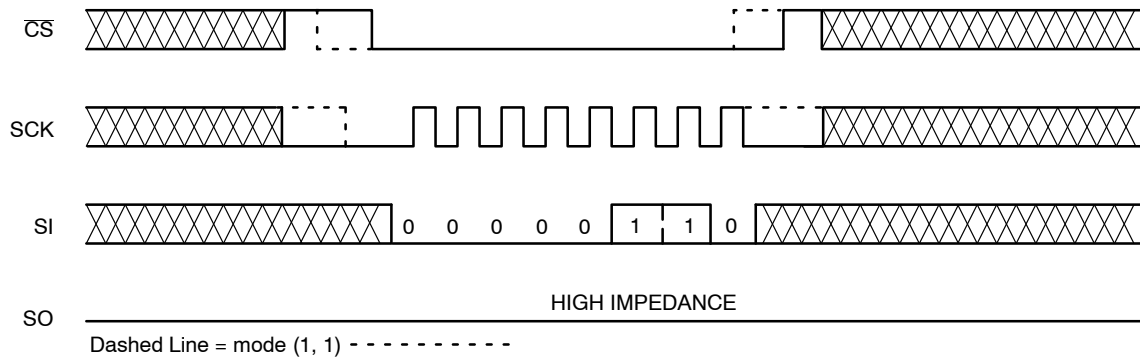 CS
SCK
SI
0 0 0 0 0 1 1 0
HIGH IMPEDANCE
SO
Dashed Line = mode (1, 1)